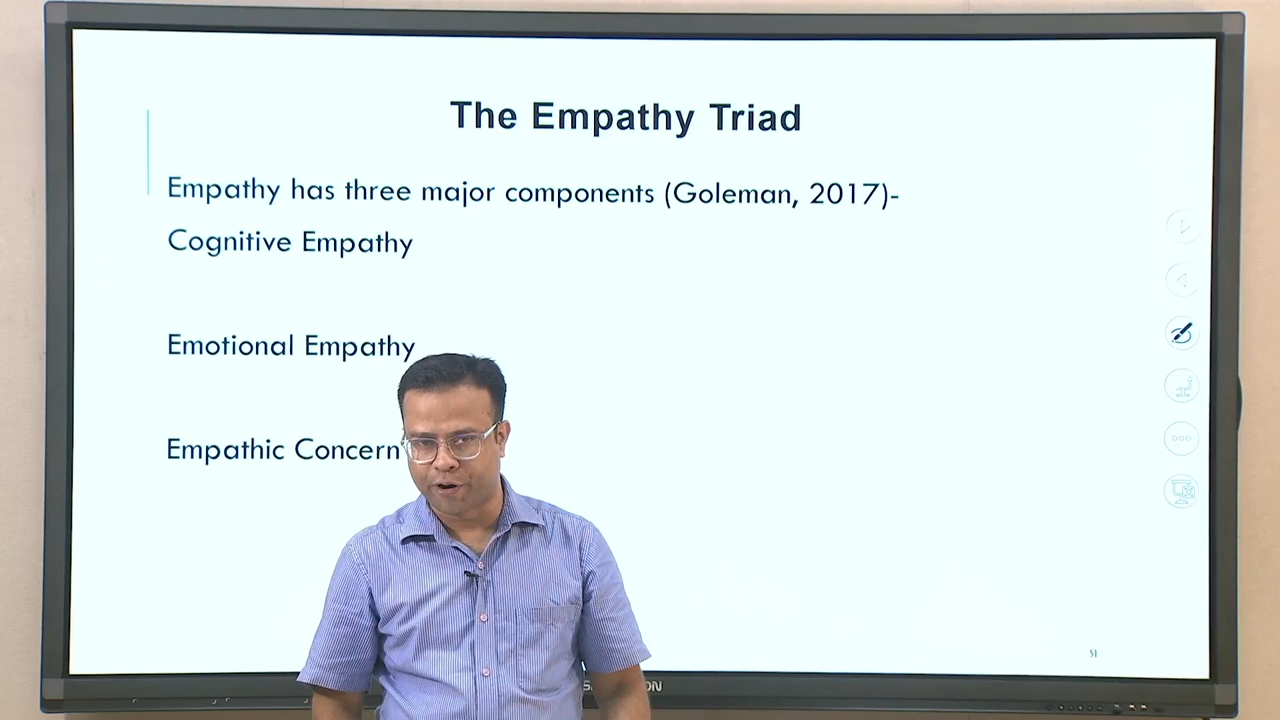 The Empathy Triad
Empathy has three major components (Goleman, 2017)-
Cognitive Empathy
Emotional Empathy
Empathic Concern
51